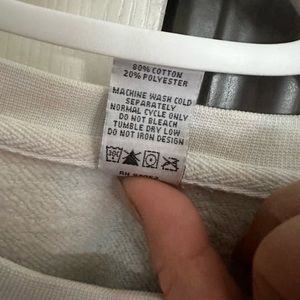 80% COTTON
20% POLYESTER
MACHINE WASH COLD
SEPARATELY
NORMAL CYCLE ONLY
DO NOT BLEACH
TUMBLE DRY LOW
DO NOT IRON DESIGN